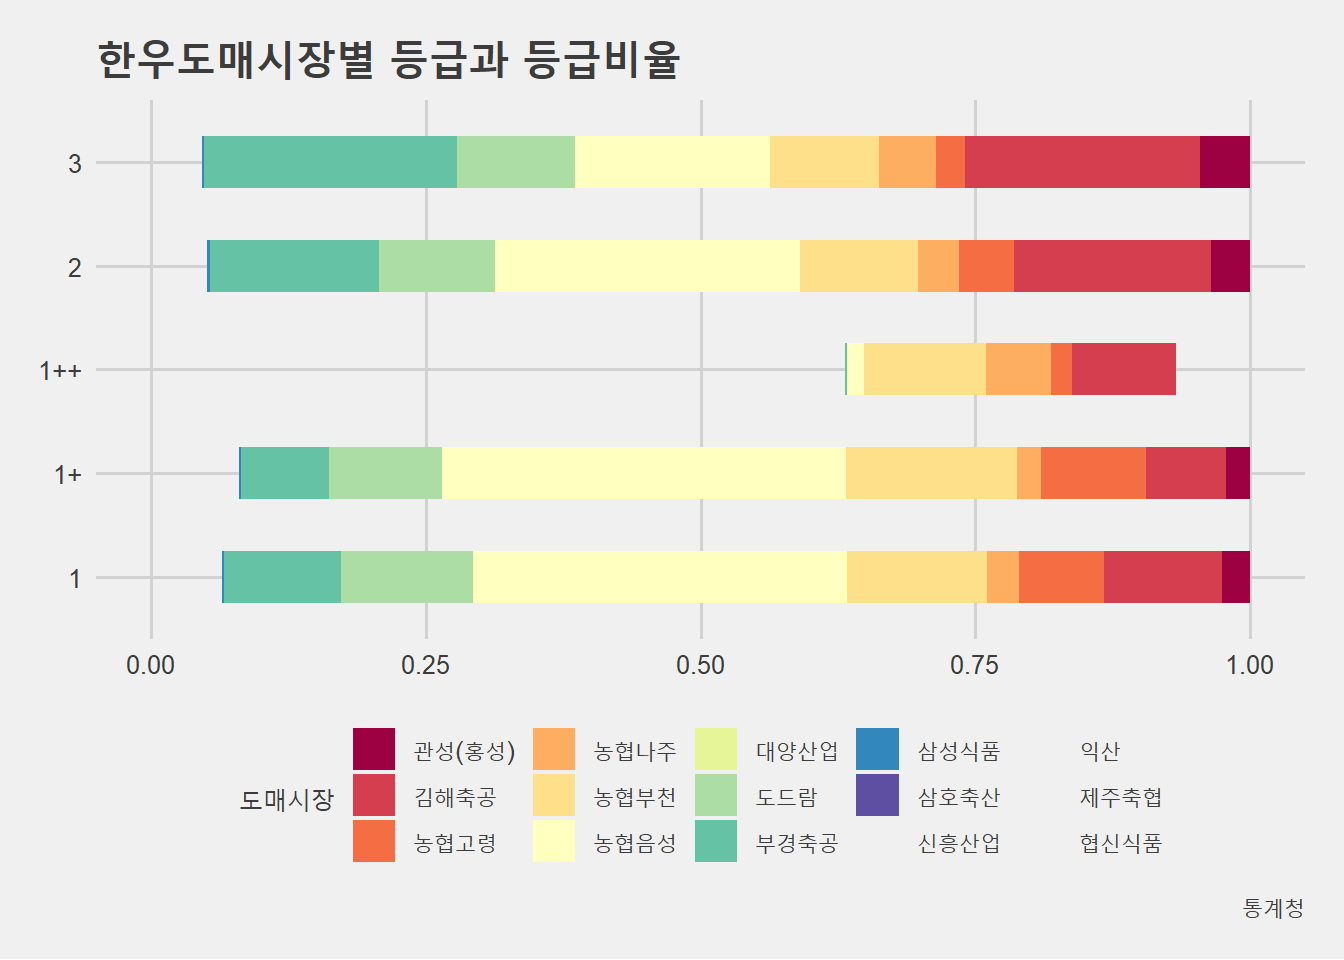 한우도매시장별 등급과 등급비율
3
2
1++
1+
1
0.00 0.25 0.50 0.75 1.00
도매시장
관성(홍성) 농협나주 대양산업 삼성식품 익산
김해축공 농협부천 도드람 삼호축산 제주축협
농협고령 농협음성 부경축공 신흥산업 협신식품
통계청